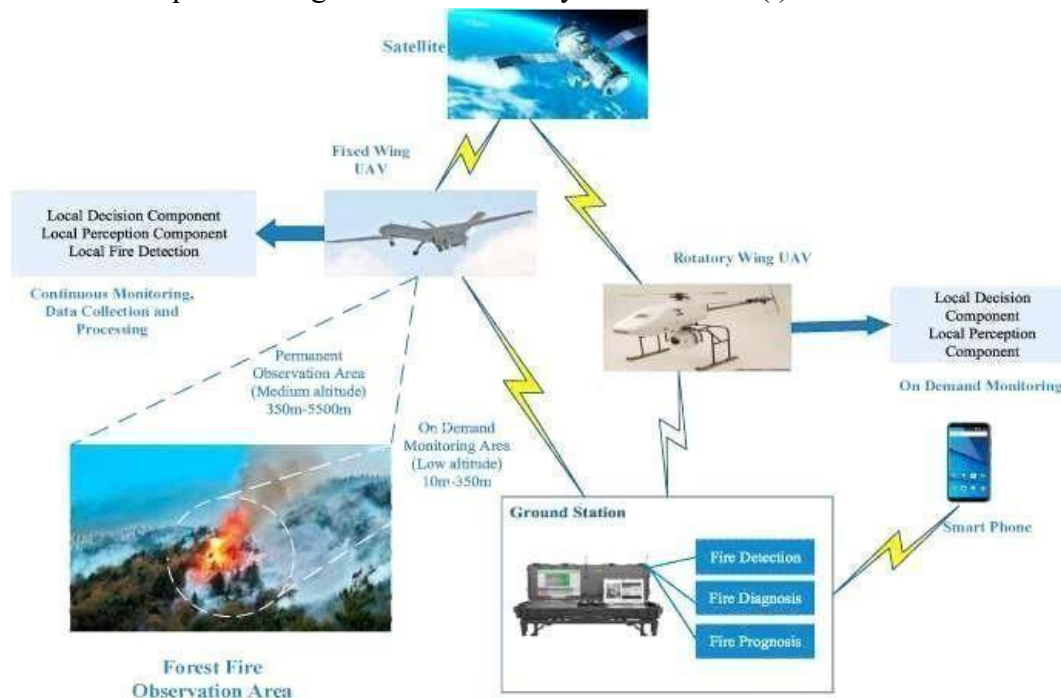 Satellite
Fixed Wing
UAV
Local Decision Component
Local Perception Component
Local Fire Detection
Continuous Monitoring,
Data Collection and
Processing
Rotatory Wing UAV
Local Decision
Component
Local Perception
Component
On Demand Monitoring
Permanent
Observation Area
(Medium altitude)
350m-5500m
On Demand
Monitoring Area
(Low altitude)
10m-350m
Ground Station
Fire Detection
Fire Diagnosis
Fire Prognosis
Smart Phone
Forest Fire
Observation Area